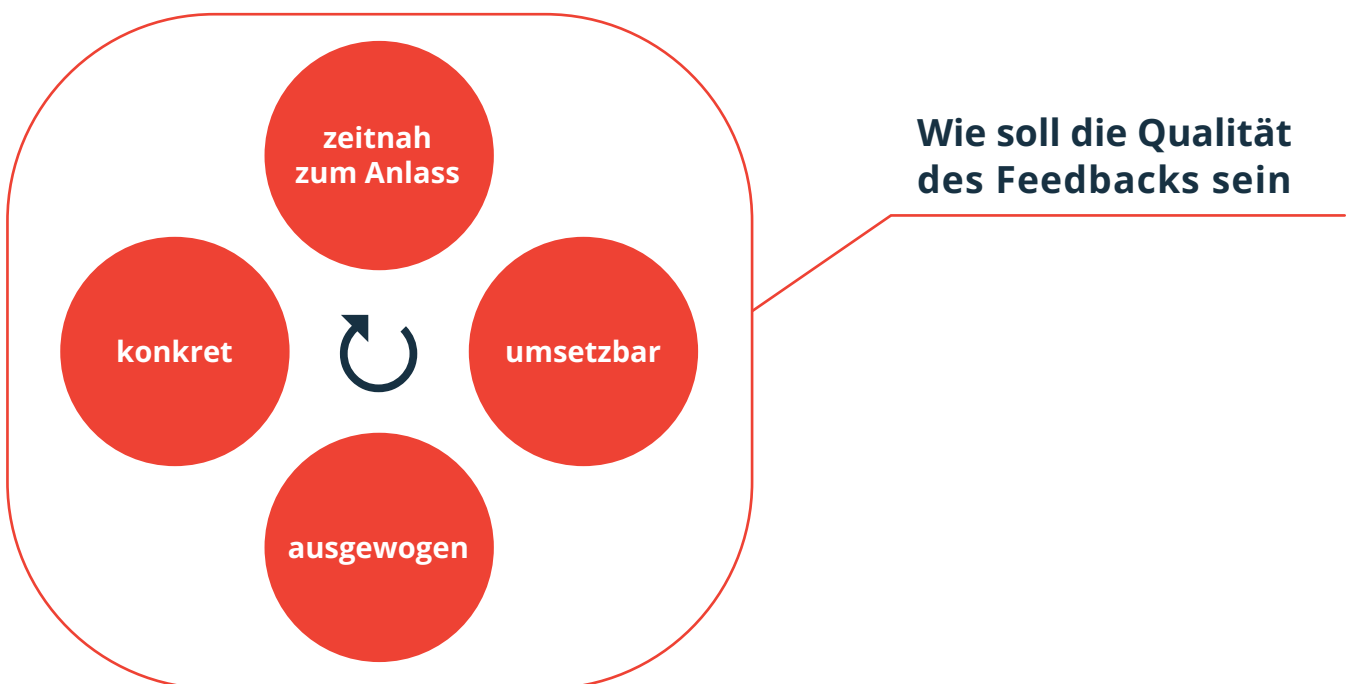 zeitnah
zum Anlass
konkret
umsetzbar
ausgewogen
Wie soll die Qualität
des Feedbacks sein